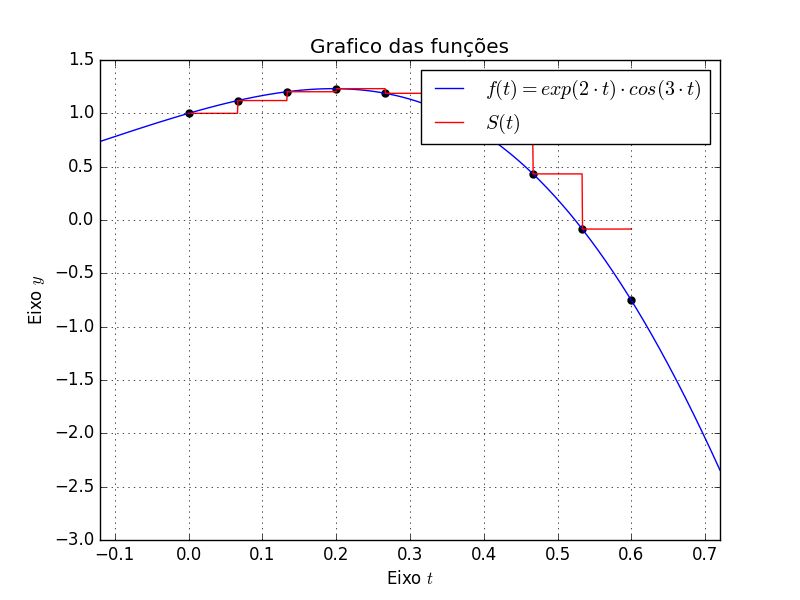 Grafico das funções
f(t) = exp(2 · t) · cos(3 · t)
S(t)
1.5
1.0
0.5
0.0
−0.5
−1.0
−1.5
−2.0
−2.5
−3.0
Eixo y
−0.1 0.0 0.1 0.2 0.3 0.4 0.5 0.6 0.7
Eixo t